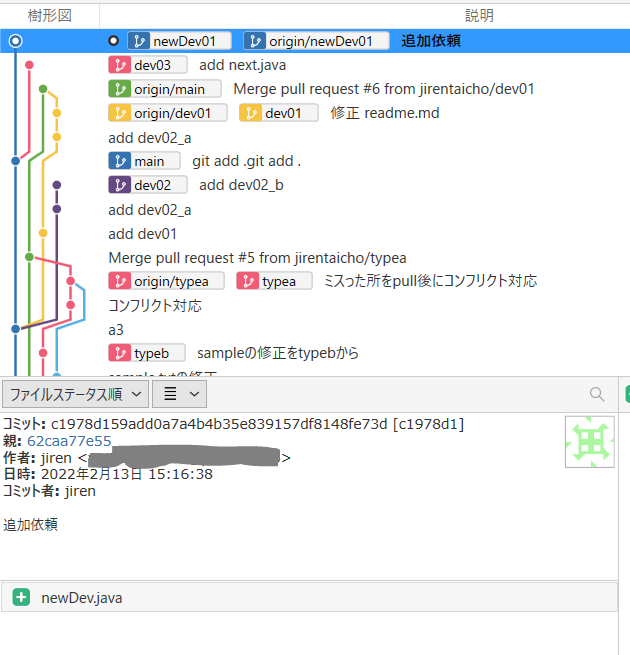 樹形図 説明
newDev01 origin/newDev01 追加依頼
dev03 add next.java
origin/main Merge pull request #6 from jirentaicho/dev01
origin/dev01 dev01 修正 readme.md
add dev02_a
main git add .git add .
dev02 add dev02_b
add dev02_a
add dev01
Merge pull request #5 from jirentaicho/typea
origin/typea typea ミスった所をpull後にコンフリクト対応
コンフリクト対応
a3
typeb sampleの修正をtypebから
sample.txtの修正
ファイルステータス順
コミット: c1978d159add0a7a4b4b35e839157df8148fe73d [c1978d1]
親: 62caa77e55
作者: jiren < >
日時: 2022年2月13日 15:16:38
コミット者: jiren
追加依頼
newDev.java